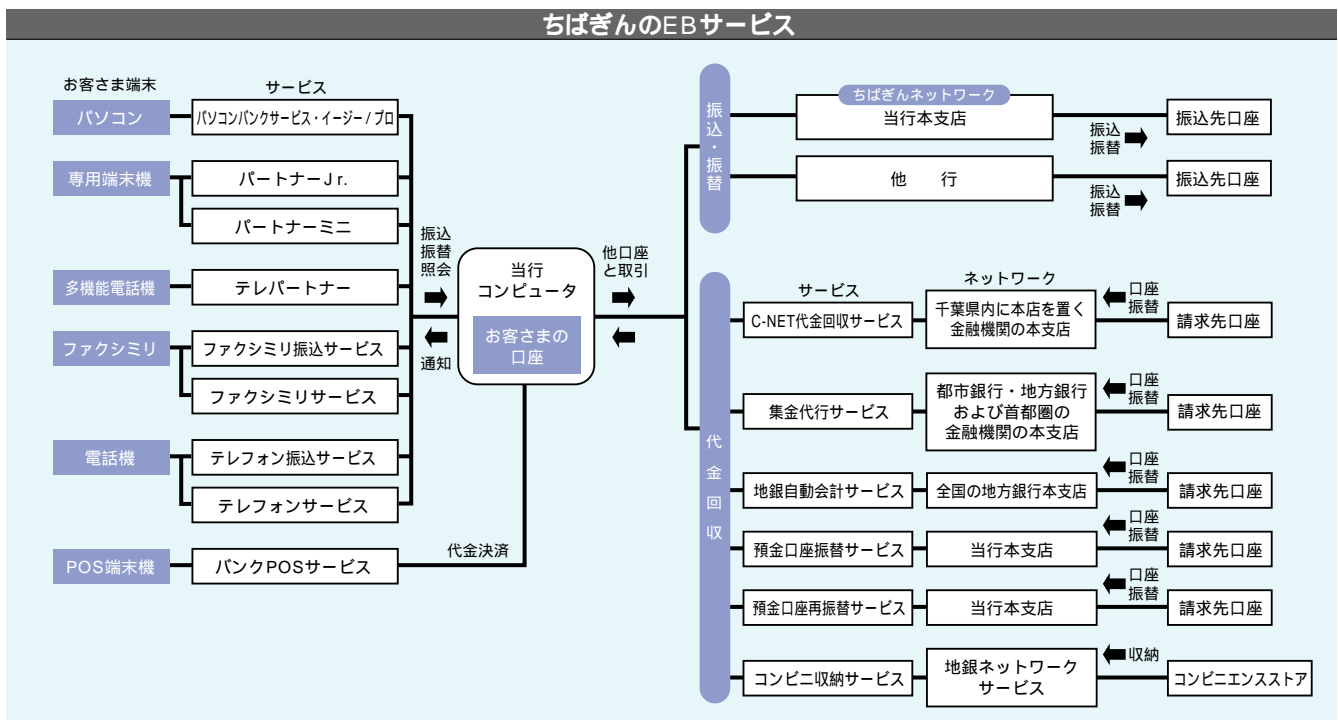 ちばぎんのEBサービス
お客さま端末
サービス
パソコン
パソコンバンクサービス・イージー/プロ
専用端末機
パートナーJr.
パートナーミニ
多機能電話機
テレパートナー
ファクシミリ
ファクシミリ振込サービス
ファクシミリサービス
電話機
テレフォン振込サービス
テレフォンサービス
POS端末機
バンクPOSサービス
代金決済
振込
振替
照会
通知
当行
コンピュータ
お客さまの
口座
他口座
と取引
振込・振替
ちばぎんネットワーク
当行本支店
振込
振替
振込先口座
他 行
振込
振替
振込先口座
代金回収
サービス
ネットワーク
C-NET代金回収サービス
千葉県内に本店を置く
金融機関の本支店
口座
振替
請求先口座
集金代行サービス
都市銀行・地方銀行
および首都圏の
金融機関の本支店
口座
振替
請求先口座
地銀自動会計サービス
全国の地方銀行本支店
口座
振替
請求先口座
預金口座振替サービス
当行本支店
口座
振替
請求先口座
預金口座再振替サービス
当行本支店
口座
振替
請求先口座
コンビニ収納サービス
地銀ネットワーク
サービス
収納
コンビニエンスストア